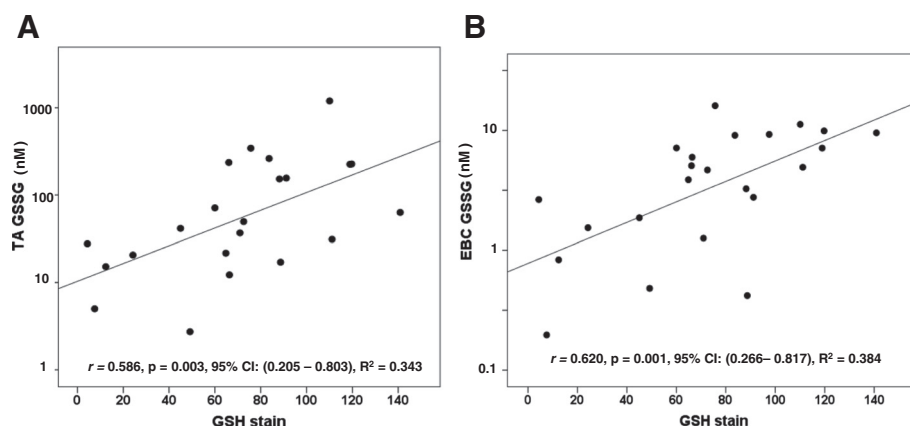 A
TA GSSG (nM)
1000
100
10
1
r = 0.586, p = 0.003, 95% CI: (0.205 – 0.803), R² = 0.343
0 20 40 60 80 100 120 140
GSH stain
B
EBC GSSG (nM)
10
1
0.1
r = 0.620, p = 0.001, 95% CI: (0.266– 0.817), R² = 0.384
0 20 40 60 80 100 120 140
GSH stain